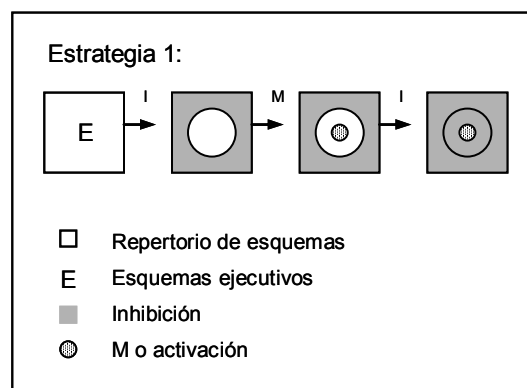 Estrategia 1:
I M I
E
Repertorio de esquemas
E Esquemas ejecutivos
Inhibición
M o activación